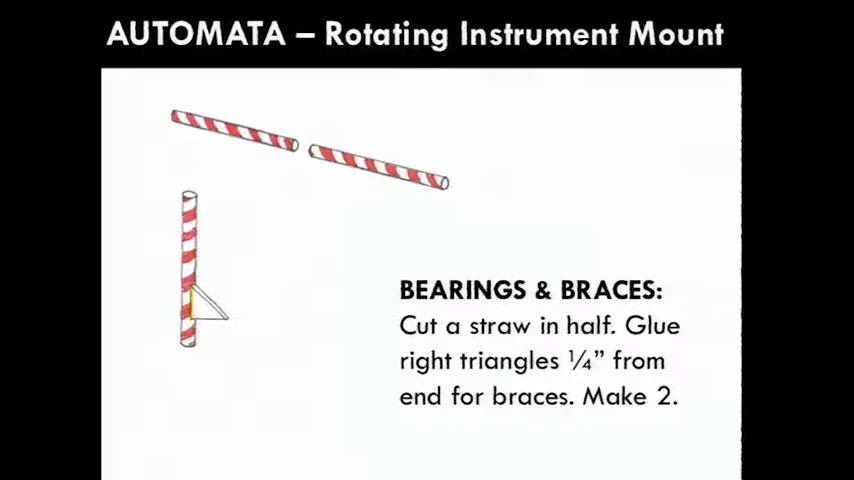 AUTOMATA – Rotating Instrument Mount
BEARINGS & BRACES:
Cut a straw in half. Glue
right triangles ¼” from
end for braces. Make 2.